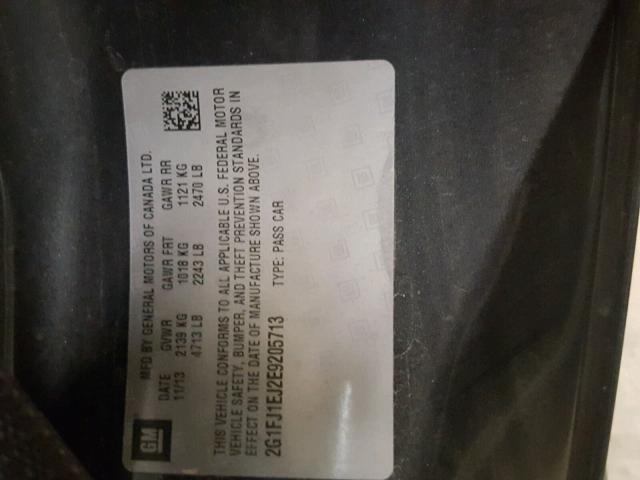 GM
MFD BY GENERAL MOTORS OF CANADA LTD.
DATE GVWR GAWR FRT GAWR RR
11/13 2139 KG 1018 KG 1121 KG
4713 LB 2243 LB 2470 LB
THIS VEHICLE CONFORMS TO ALL APPLICABLE U.S. FEDERAL MOTOR
VEHICLE SAFETY, BUMPER, AND THEFT PREVENTION STANDARDS IN
EFFECT ON THE DATE OF MANUFACTURE SHOWN ABOVE.
2G1FJ1EJ2E9205713 TYPE: PASS CAR